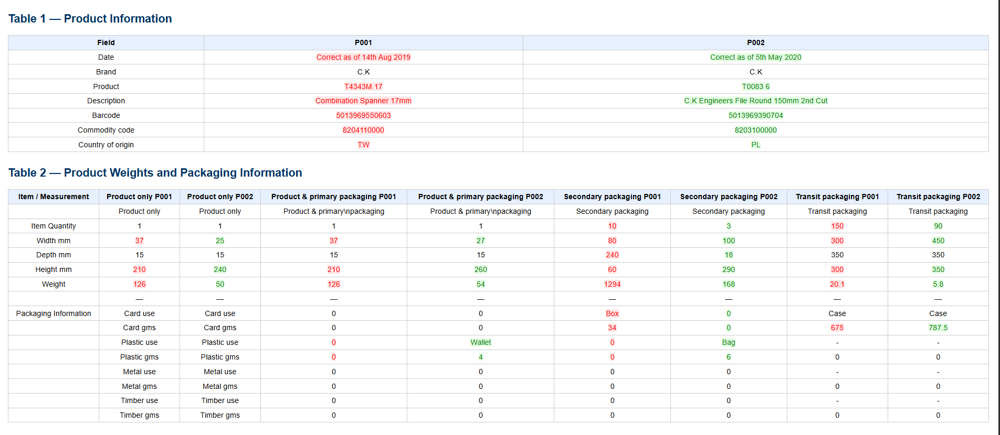 Table 1 — Product Information
Field P001 P002
Date Correct as of 14th Aug 2019 Correct as of 5th May 2020
Brand C.K C.K
Product T4343M 17 T0083 6
Description Combination Spanner 17mm C.K Engineers File Round 150mm 2nd Cut
Barcode 5013969550603 5013969390704
Commodity code 8204110000 8203100000
Country of origin TW PL
Table 2 — Product Weights and Packaging Information
Item / Measurement Product only P001 Product only P002 Product & primary packaging P001 Product & primary packaging P002 Secondary packaging P001 Secondary packaging P002 Transit packaging P001 Transit packaging P002
Product only Product only Product & primary\npackaging Product & primary\npackaging Secondary packaging Secondary packaging Transit packaging Transit packaging
Item Quantity 1 1 1 1 10 3 150 90
Width mm 37 25 37 27 80 100 300 450
Depth mm 15 15 15 15 240 18 350 350
Height mm 210 240 210 260 60 290 300 350
Weight 126 50 126 54 1294 168 20.1 5.8
— — — — — — — —
Packaging Information Card use Card use 0 0 Box 0 Case Case
Card gms Card gms 0 0 34 0 675 787.5
Plastic use Plastic use 0 Wallet 0 Bag - -
Plastic gms Plastic gms 0 4 0 6 0 0
Metal use Metal use 0 0 0 0 - -
Metal gms Metal gms 0 0 0 0 0 0
Timber use Timber use 0 0 0 0 - -
Timber gms Timber gms 0 0 0 0 0 0